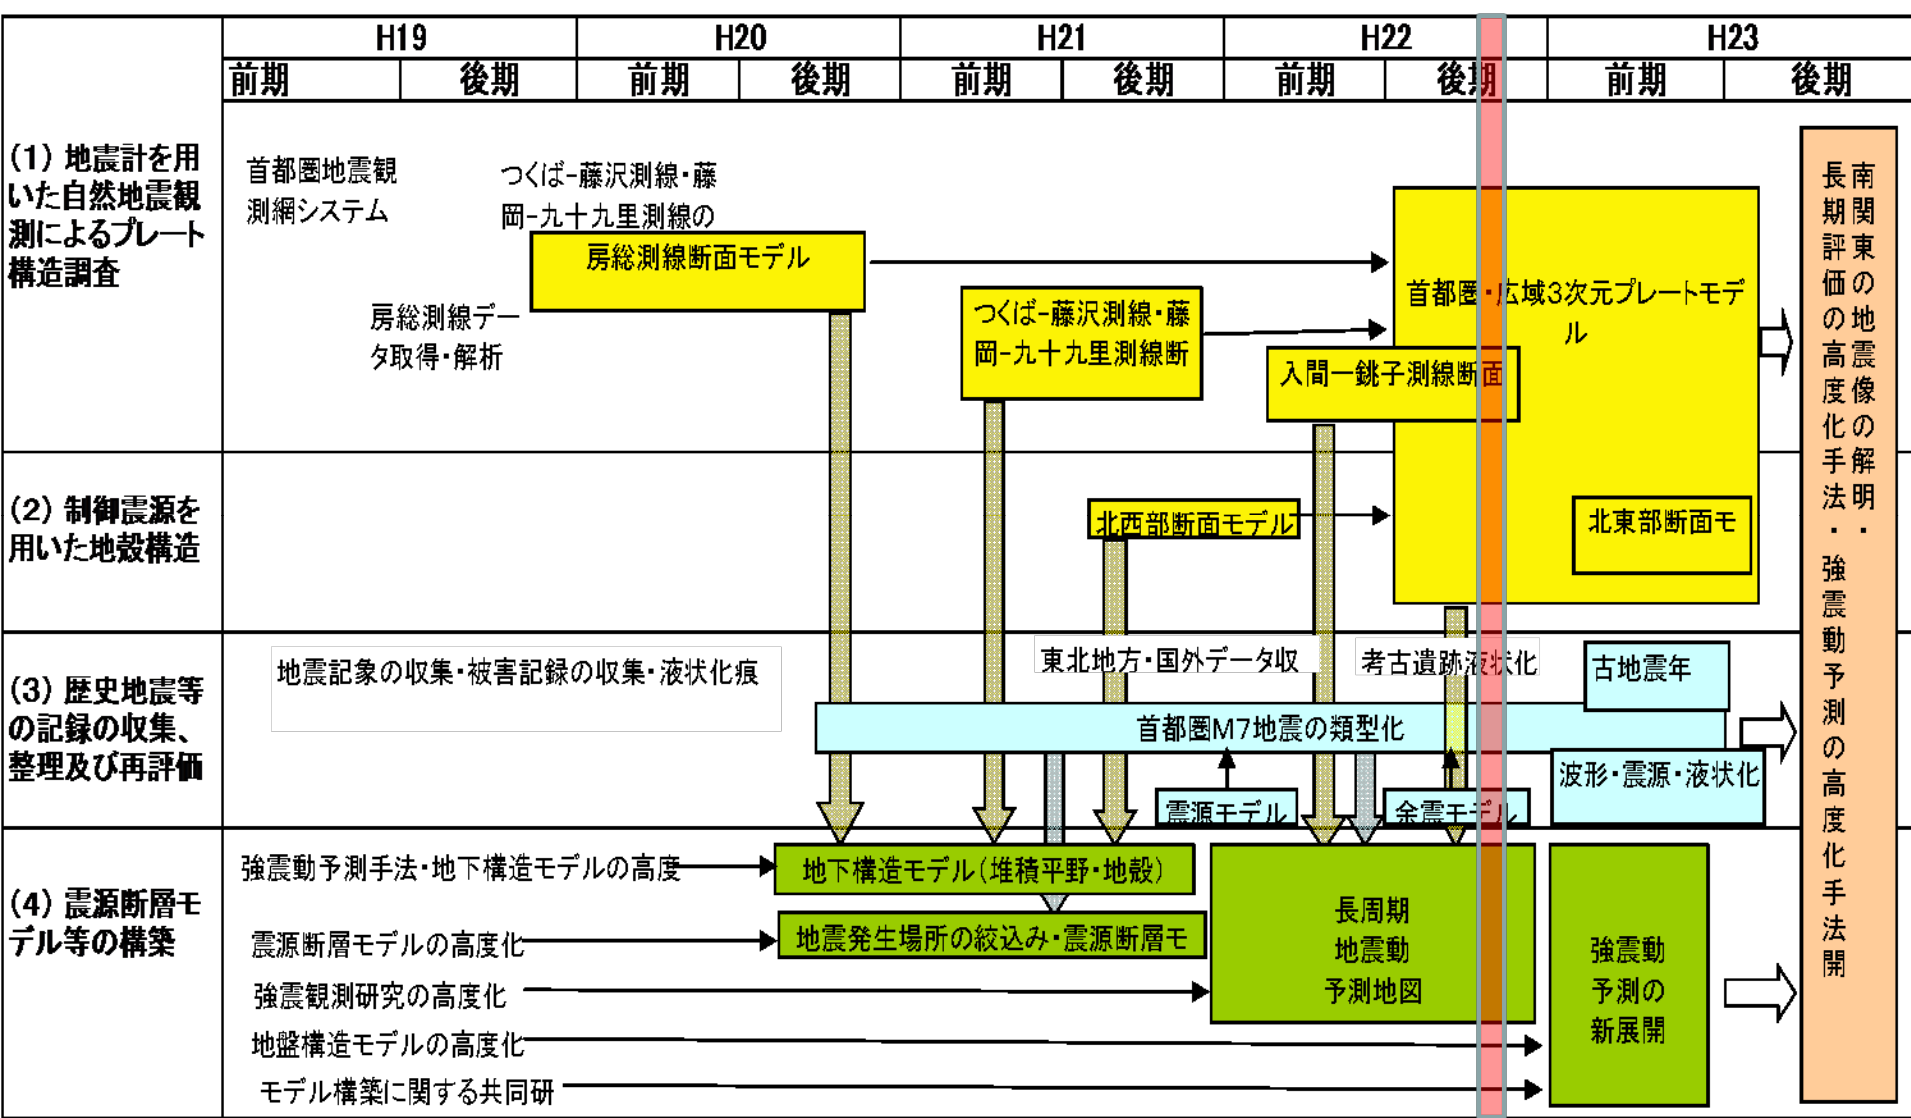 H19
H20
H21
H22
H23
前期
後期
前期
後期
前期
後期
前期
後期
前期
後期
(1) 地震計を用
いた自然地震観
測によるプレート
構造調査
首都圏地震観
測網システム
つくば-藤沢測線・藤
岡-九十九里測線の
房総測線断面モデル
房総測線デー
タ取得・解析
つくば-藤沢測線・藤
岡-九十九里測線断
首都圏・広域3次元プレートモデ
ル
入間ー銚子測線断面
(2) 制御震源を
用いた地殻構造
北西部断面モデル
北東部断面モ
(3) 歴史地震等
の記録の収集、
整理及び再評価
地震記象の収集・被害記録の収集・液状化痕
東北地方・国外データ収
考古遺跡液状化
古地震年
首都圏M7地震の類型化
波形・震源・液状化
震源モデル
余震モデル
(4) 震源断層モ
デル等の構築
強震動予測手法・地下構造モデルの高度
地下構造モデル(堆積平野・地殻)
震源断層モデルの高度化
地震発生場所の絞込み・震源断層モ
強震観測研究の高度化
地盤構造モデルの高度化
モデル構築に関する共同研
長周期
地震動
予測地図
強震動
予測の
新展開
南関東の地震像の解明・
長期評価の高度化手法・強震動予測の高度化手法開